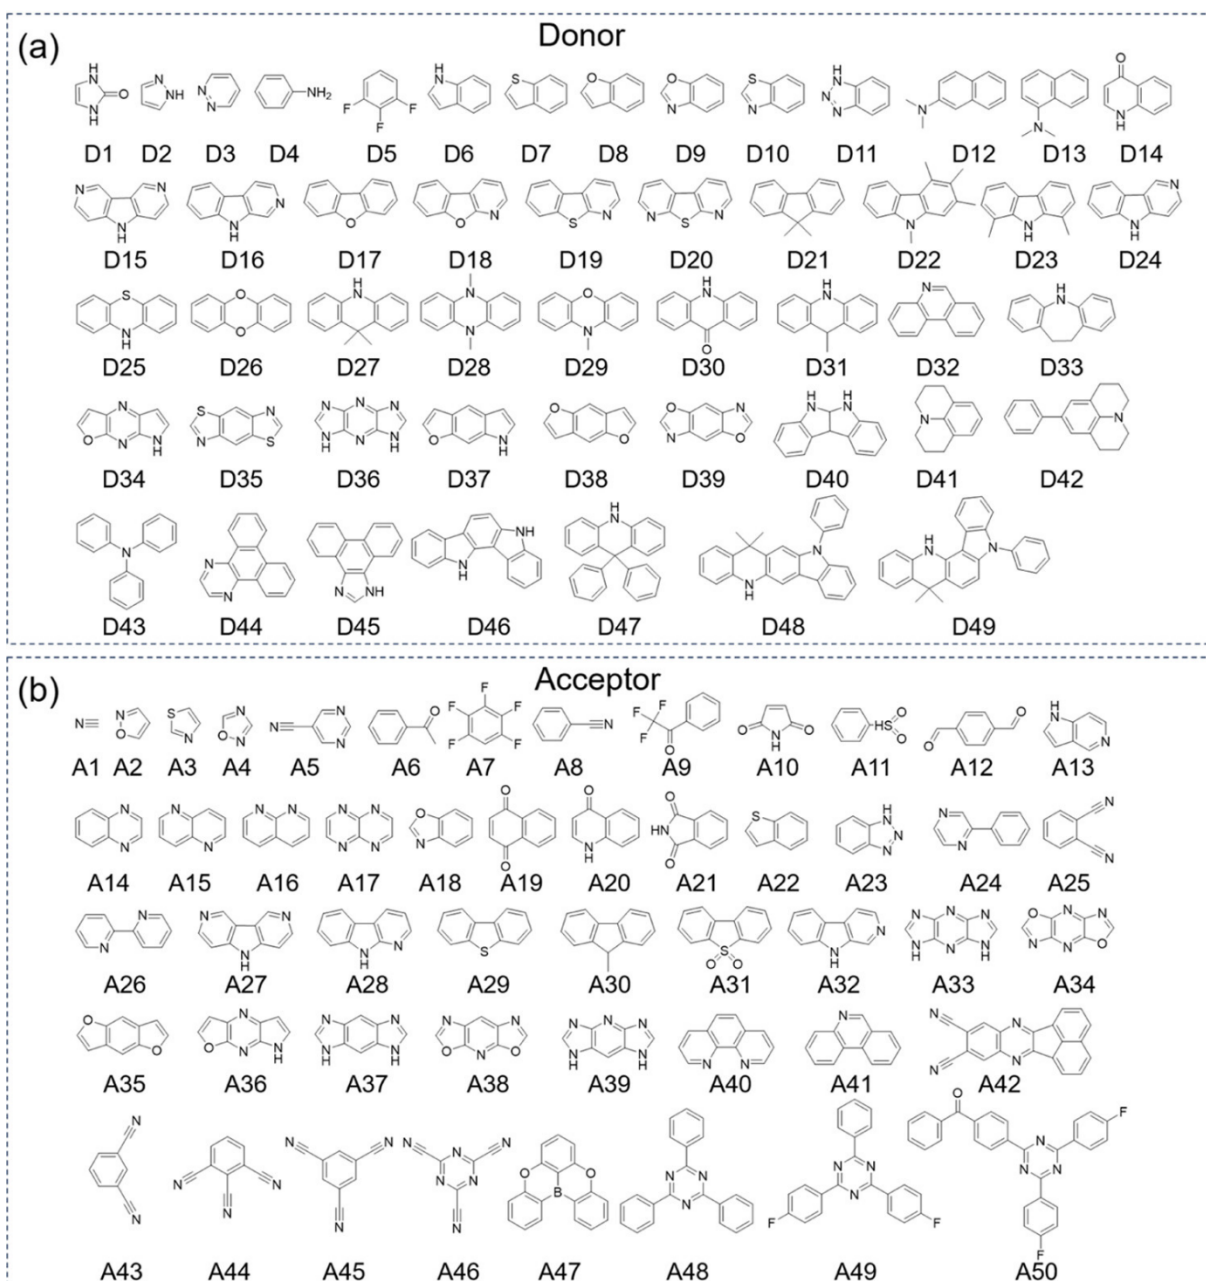 (a) Donor
D1 D2 D3 D4 D5 D6 D7 D8 D9 D10 D11 D12 D13 D14
D15 D16 D17 D18 D19 D20 D21 D22 D23 D24
D25 D26 D27 D28 D29 D30 D31 D32 D33
D34 D35 D36 D37 D38 D39 D40 D41 D42
D43 D44 D45 D46 D47 D48 D49
(b) Acceptor
A1 A2 A3 A4 A5 A6 A7 A8 A9 A10 A11 A12 A13
A14 A15 A16 A17 A18 A19 A20 A21 A22 A23 A24 A25
A26 A27 A28 A29 A30 A31 A32 A33 A34
A35 A36 A37 A38 A39 A40 A41 A42
A43 A44 A45 A46 A47 A48 A49 A50